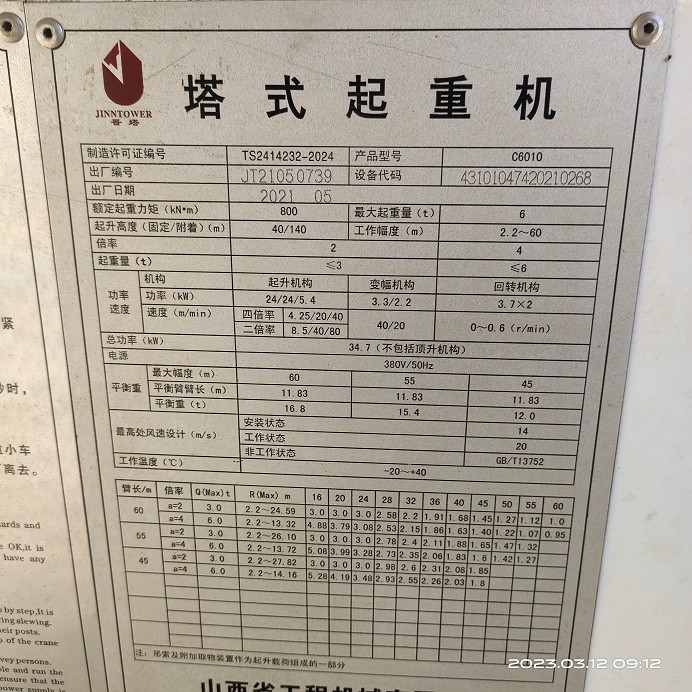 JINNTOWER
晋塔
塔式起重机
制造许可证编号 TS2414232-2024 产品型号 C6010
出厂编号 JT21050739 设备代码 43101047420210268
出厂日期 2021 05
额定起重力矩(kN*m) 800 最大起重量(t) 6
起升高度(固定/附着)(m) 40/140 工作幅度(m) 2.2~60
倍率 2 4
起重量(t) ≤3 ≤6
功率 速度 机构 起升机构 变幅机构 回转机构
功率(kW) 24/24/5.4 3.3/2.2 3.7×2
速度(m/min) 四倍率 4.25/20/40 40/20 0~0.6(r/min)
二倍率 8.5/40/80
总功率(kW) 34.7(不包括顶升机构)
电源 380V/50Hz
平衡重 最大幅度(m) 60 55 45
平衡臂臂长(m) 11.83 11.83 11.83
平衡重(t) 16.8 15.4 12.0
最高处风速设计(m/s) 安装状态 14
工作状态 20
非工作状态 GB/T13752
工作温度(℃) -20~+40
臂长/m 倍率 Q(Max)t R(Max) m 16 20 24 28 32 36 40 45 50 55 60
60 a=2 3.0 2.2~24.59 3.0 3.0 3.0 2.58 2.2 1.91 1.68 1.45 1.27 1.12 1.0
a=4 6.0 2.2~13.32 4.88 3.79 3.08 2.53 2.15 1.86 1.63 1.40 1.22 1.07 0.95
55 a=2 3.0 2.2~26.10 3.0 3.0 3.0 2.78 2.4 2.11 1.88 1.65 1.47 1.32
a=4 6.0 2.2~13.72 5.08 3.99 3.28 2.73 2.35 2.06 1.83 1.6 1.42 1.27
45 a=2 3.0 2.2~27.82 3.0 3.0 3.0 2.98 2.6 2.31 2.08 1.85
a=4 6.0 2.2~14.16 5.28 4.19 3.48 2.93 2.55 2.26 2.03 1.8
注:吊索及附加取物装置作为起升载荷组成的一部分
山西省工程机械
紧
时,
小车
离去。
ards and
e OK,it is
have any
by step,It is
ring slewing.
heir posts.
p of the crane
vey persons.
ble and run the
ensure that the
power supply is
2023.03.12 09:12